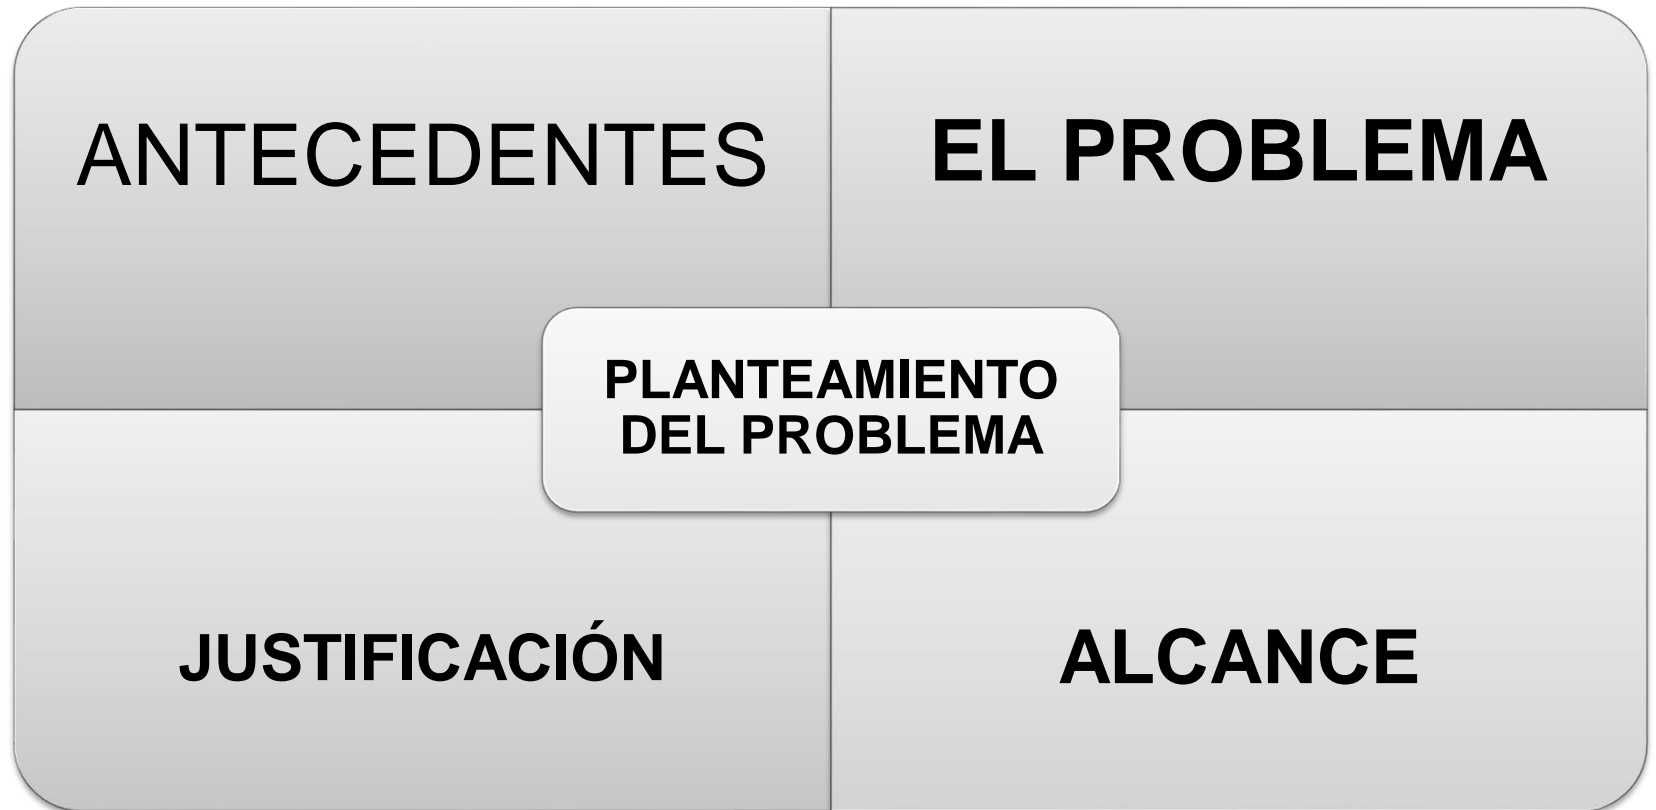 ANTECEDENTES
EL PROBLEMA
PLANTEAMIENTO
DEL PROBLEMA
JUSTIFICACIÓN
ALCANCE